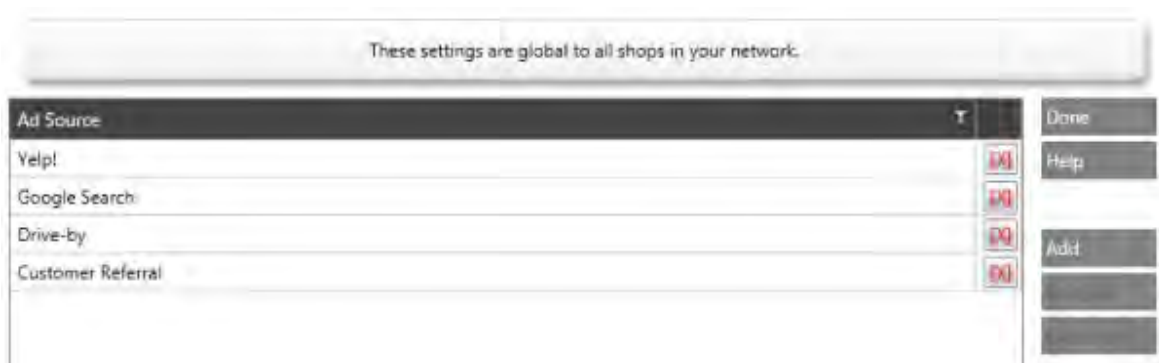 These settings are global to all shops in your network.
Ad Source
Done
Yelp!
Help
Google Search
Drive-by
Add
Customer Referral